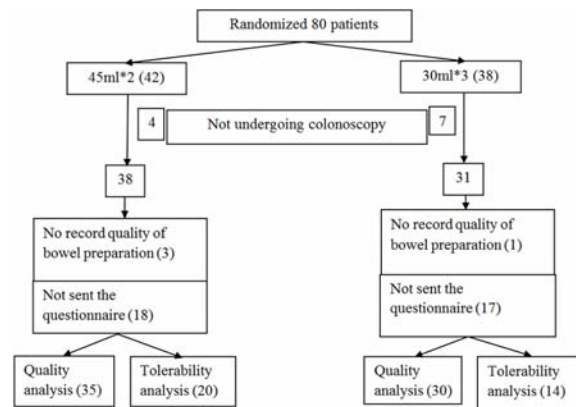 Randomized 80 patients
45ml*2 (42)
30ml*3 (38)
4
Not undergoing colonoscopy
7
38
31
No record quality of
bowel preparation (3)
Not sent the
questionnaire (18)
No record quality of
bowel preparation (1)
Not sent the
questionnaire (17)
Quality
analysis (35)
Tolerability
analysis (20)
Quality
analysis (30)
Tolerability
analysis (14)